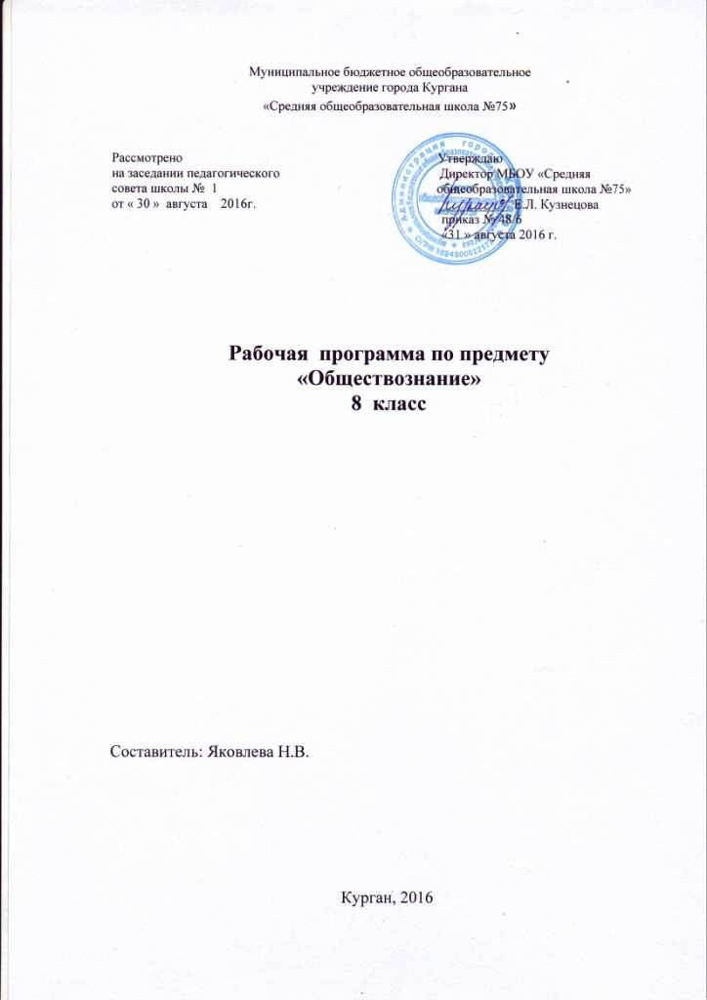 Муниципальное бюджетное общеобразовательное
учреждение города Кургана
«Средняя общеобразовательная школа №75»
Рассмотрено
на заседании педагогического
совета школы № 1
от « 30 » августа 2016г.
Утверждаю
Директор МБОУ «Средняя
общеобразовательная школа №75»
Е.Л. Кузнецова
приказ № 48/6
«31 » августа 2016 г.
Рабочая программа по предмету
«Обществознание»
8 класс
Составитель: Яковлева Н.В.
Курган, 2016